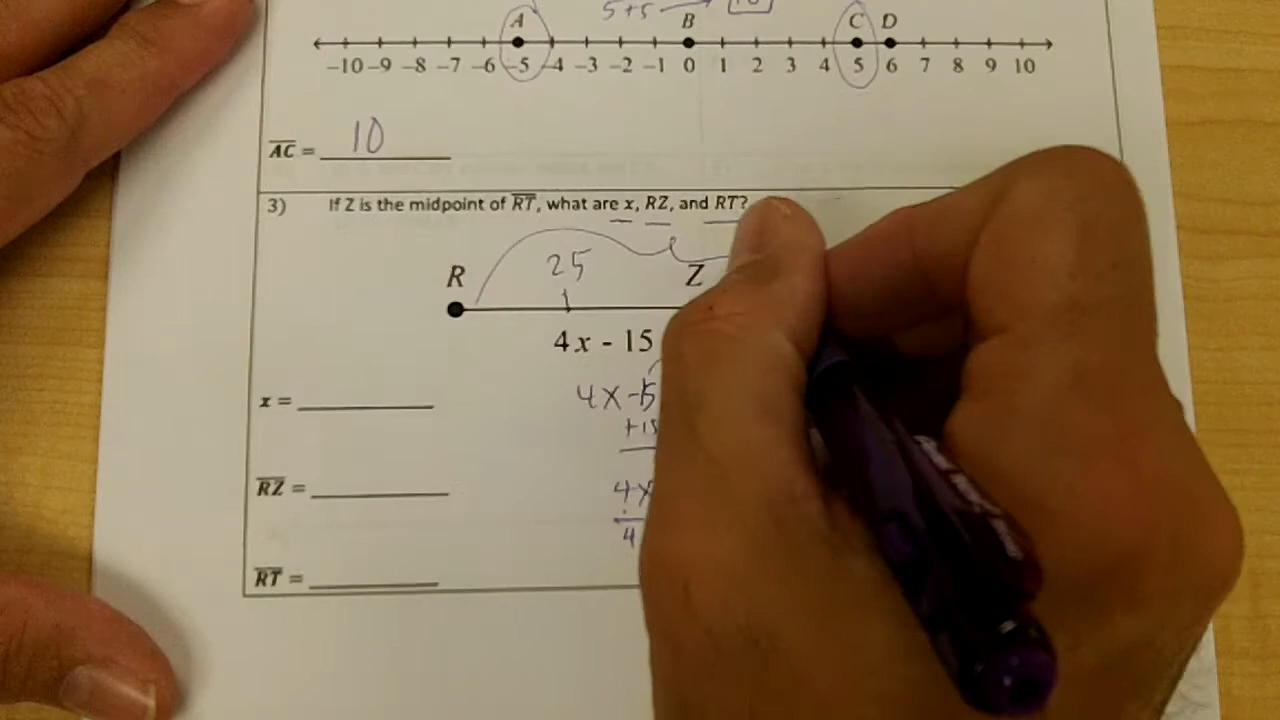 5+5
A B C D
-10 -9 -8 -7 -6 -5 -4 -3 -2 -1 0 1 2 3 4 5 6 7 8 9 10
AC = 10
3) If Z is the midpoint of RT, what are x, RZ, and RT?
25
R Z
4x - 15
4x-15
x =
+15
RZ =
4x
4
RT =